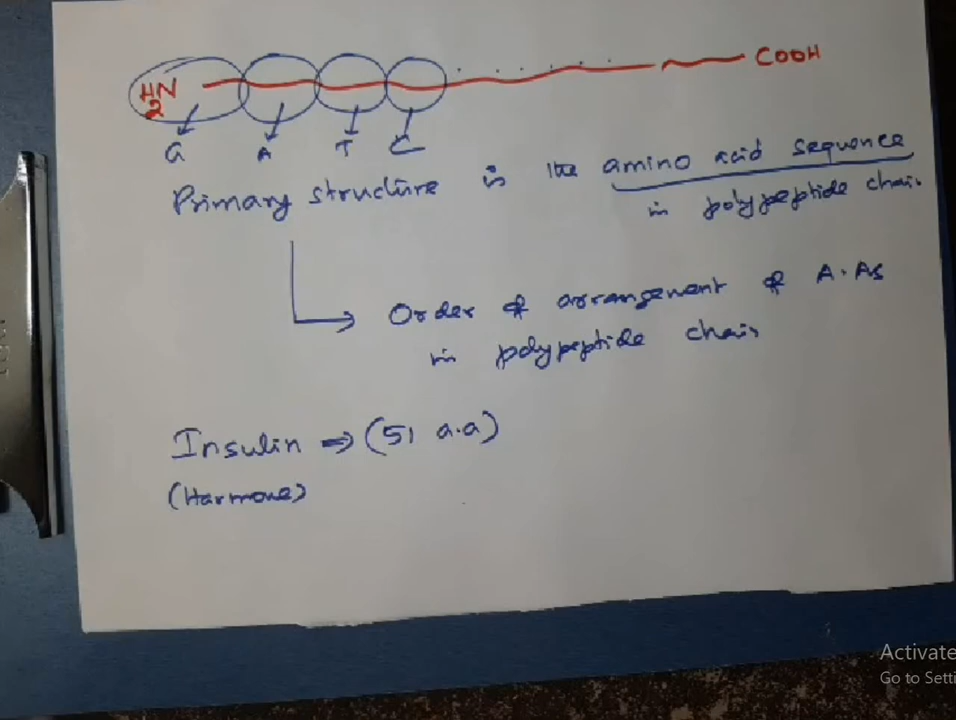 H2N COOH
G A T C
Primary structure is the amino acid sequence
in polypeptide chain
Order of arrangement of A.As
in polypeptide chain
Insulin ⇒ (51 a.a)
(Harmone)
Activate
Go to Setti